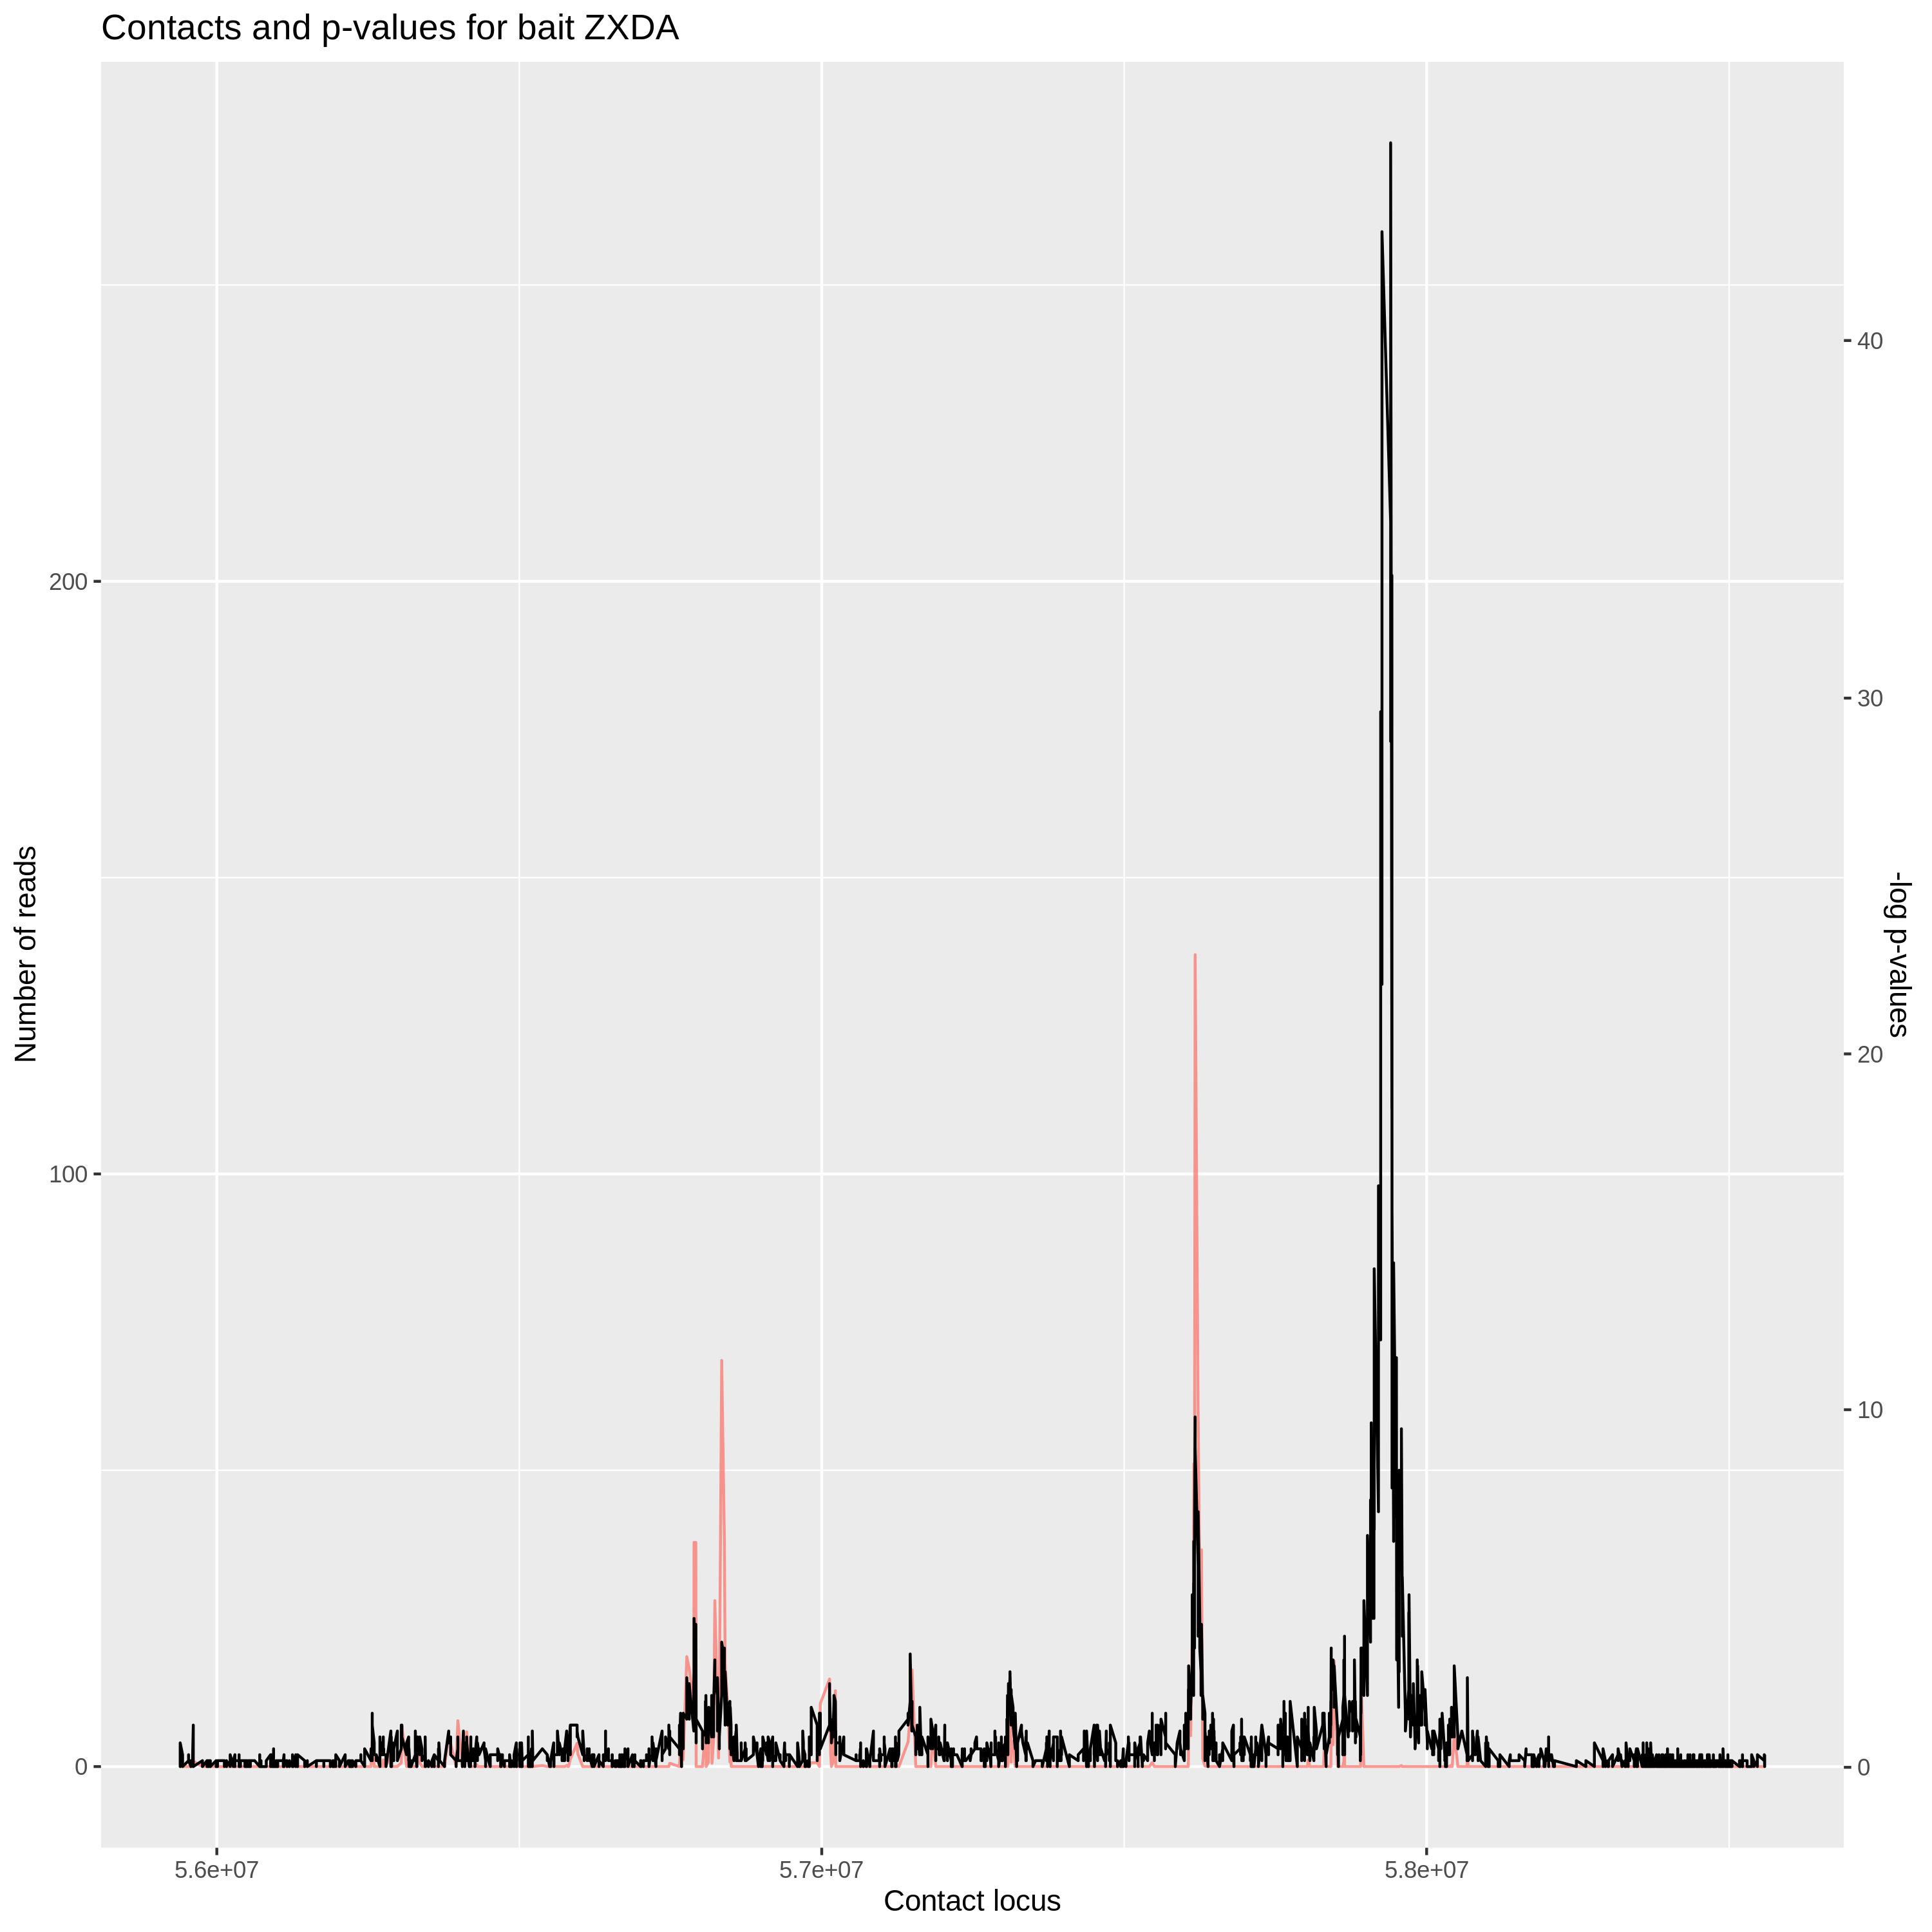 Contacts and p-values for bait ZXDA
Number of reads
200
100
0
40
30
20
10
0
-log p-values
5.6e+07
5.7e+07
5.8e+07
Contact locus